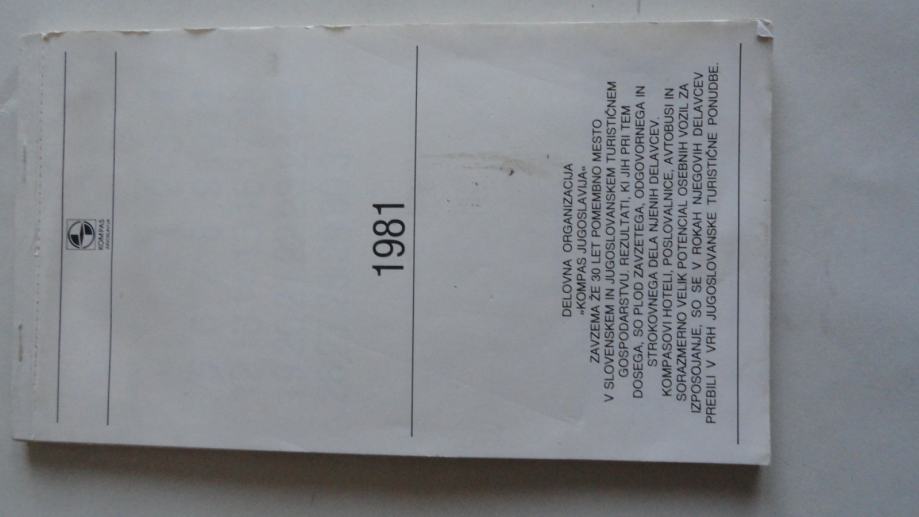 KOMPAS
JUGOSLAVIJA
1981
DELOVNA ORGANIZACIJA
»KOMPAS JUGOSLAVIJA«
ZAVZEMA ŽE 30 LET POMEMBNO MESTO
V SLOVENSKEM IN JUGOSLOVANSKEM TURISTIČNEM
GOSPODARSTVU. REZULTATI, KI JIH PRI TEM
DOSEGA, SO PLOD ZAVZETEGA, ODGOVORNEGA IN
STROKOVNEGA DELA NJENIH DELAVCEV.
KOMPASOVI HOTELI, POSLOVALNICE, AVTOBUSI IN
SORAZMERNO VELIK POTENCIAL OSEBNIH VOZIL ZA
IZPOSOJANJE, SO SE V ROKAH NJEGOVIH DELAVCEV
PREBILI V VRH JUGOSLOVANSKE TURISTIČNE PONUDBE.